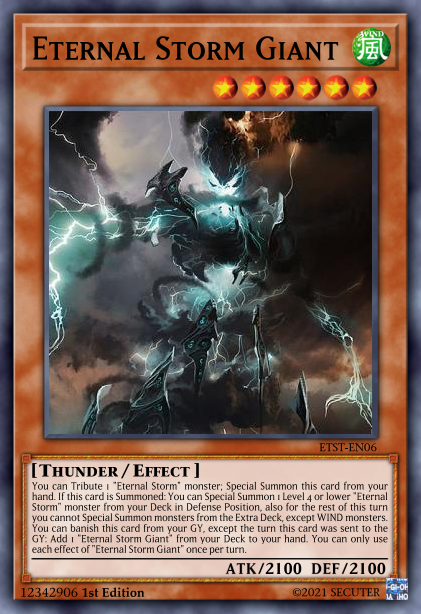 Eternal Storm Giant
WIND
風
ETST-EN06
[Thunder / Effect ]
You can Tribute 1 "Eternal Storm" monster; Special Summon this card from your
hand. If this card is Summoned: You can Special Summon 1 Level 4 or lower "Eternal
Storm" monster from your Deck in Defense Position, also for the rest of this turn
you cannot Special Summon monsters from the Extra Deck, except WIND monsters.
You can banish this card from your GY, except the turn this card was sent to the
GY: Add 1 "Eternal Storm Giant" from your Deck to your hand. You can only use
each effect of "Eternal Storm Giant" once per turn.
ATK/2100 DEF/2100
12342906 1st Edition ©2021 SECUTER